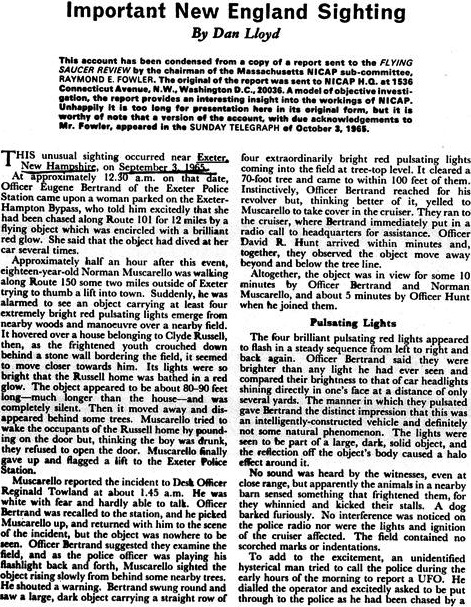 Important New England Sighting
By Dan Lloyd
This account has been condensed from a copy of a report sent to the FLYING
SAUCER REVIEW by the chairman of the Massachusetts NICAP sub-committee,
RAYMOND E. FOWLER. The original of the report was sent to NICAP H.Q. at 1536
Connecticut Avenue, N.W., Washington D.C., 20036. A model of objective investi-
gation, the report provides an interesting insight into the workings of NICAP.
Unhappily it is too long for presentation here in its original form, but it is
worthy of note that a version of the account, with due acknowledgements to
Mr. Fowler, appeared in the SUNDAY TELEGRAPH of October 3, 1965.
THIS unusual sighting occurred near Exeter,
New Hampshire, on September 3, 1965.
At approximately 12.30 a.m. on that date,
Officer Eugene Bertrand of the Exeter Police
Station came upon a woman parked on the Exeter-
Hampton Bypass, who told him excitedly that she
had been chased along Route 101 for 12 miles by a
flying object which was encircled with a brilliant
red glow. She said that the object had dived at her
car several times.
Approximately half an hour after this event,
eighteen-year-old Norman Muscarello was walking
along Route 150 some two miles outside of Exeter
trying to thumb a lift into town. Suddenly, he was
alarmed to see an object carrying at least four
extremely bright red pulsating lights emerge from
nearby woods and manoeuvre over a nearby field.
It hovered over a house belonging to Clyde Russell,
then, as the frightened youth crouched down
behind a stone wall bordering the field, it seemed
to move closer towards him. Its lights were so
bright that the Russell home was bathed in a red
glow. The object appeared to be about 80-90 feet
long—much longer than the house—and was
completely silent. Then it moved away and dis-
appeared behind some trees. Muscarello tried to
wake the occupants of the Russell home by pound-
ing on the door but, thinking the boy was drunk,
they refused to open the door. Muscarello finally
gave up and flagged a lift to the Exeter Police
Station.
Muscarello reported the incident to Desk Officer
Reginald Towland at about 1.45 a.m. He was
white with fear and hardly able to talk. Officer
Bertrand was recalled to the station, and he picked
Muscarello up, and returned with him to the scene
of the incident, but the object was nowhere to be
seen. Officer Bertrand suggested they examine the
field, and as the police officer was playing his
flashlight back and forth, Muscarello sighted the
object rising slowly from behind some nearby trees.
He shouted a warning. Bertrand swung round and
saw a large, dark object carrying a straight row of
four extraordinarily bright red pulsating lights
coming into the field at tree-top level. It cleared a
70-foot tree and came to within 100 feet of them.
Instinctively, Officer Bertrand reached for his
revolver but, thinking better of it, yelled to
Muscarello to take cover in the cruiser. They ran to
the cruiser, where Bertrand immediately put in a
radio call to headquarters for assistance. Officer
David R. Hunt arrived within minutes and,
together, they observed the object move away
beyond and below the tree line.
Altogether, the object was in view for some 10
minutes by Officer Bertrand and Norman
Muscarello, and about 5 minutes by Officer Hunt
when he joined them.
Pulsating Lights
The four brilliant pulsating red lights appeared
to flash in a steady sequence from left to right and
back again. Officer Bertrand said they were
brighter than any light he had ever seen and
compared their brightness to that of car headlights
shining directly in one's face at a distance of only
several yards. The manner in which they pulsated
gave Bertrand the distinct impression that this was
an intelligently-constructed vehicle and definitely
not some natural phenomenon. The lights were
seen to be part of a large, dark, solid object, and
the reflection off the object's body caused a halo
effect around it.
No sound was heard by the witnesses, even at
close range, but apparently the animals in a nearby
barn sensed something that frightened them, for
they whinnied and kicked their stalls. A dog
barked furiously. No interference was noticed on
the police radio nor were the lights and ignition
of the cruiser affected. The field contained no
scorched marks or indentations.
To add to the excitement, an unidentified
hysterical man tried to call the police during the
early hours of the morning to report a UFO. He
dialled the operator and excitedly asked to be put
through to the police as he had been chased by a